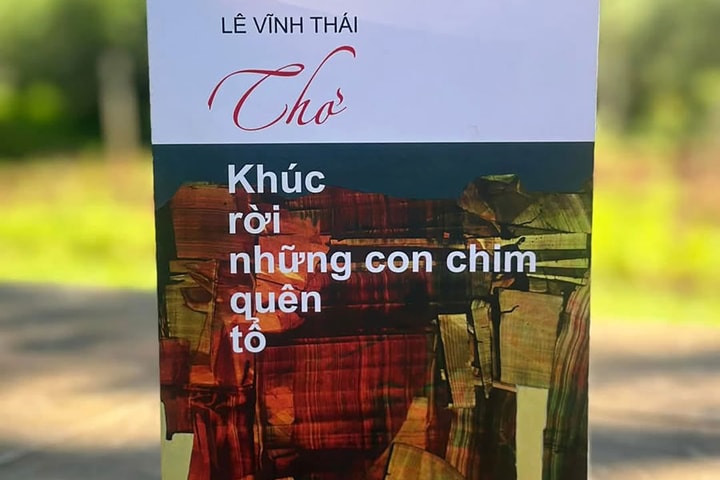 LÊ VĨNH THÁI
Thơ
Khúc
rời
những con chim
quên
tổ